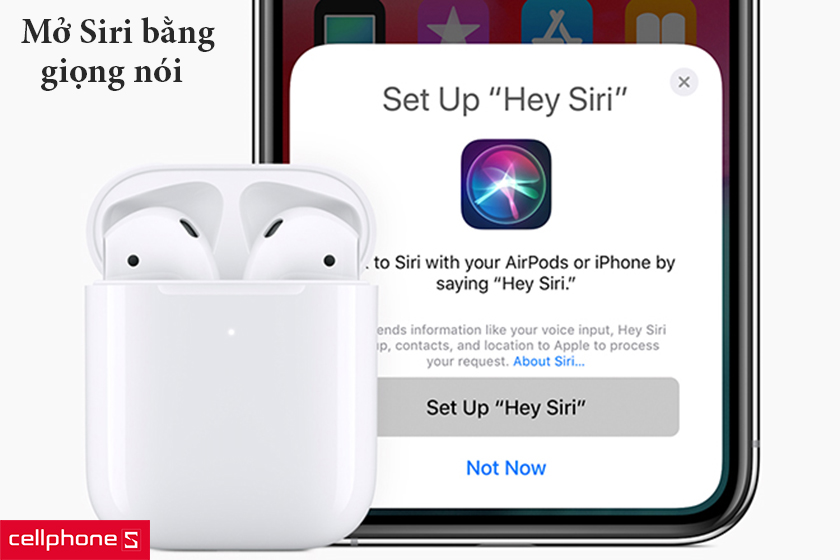 Mở Siri bằng
giọng nói
Set Up “Hey Siri”
to Siri with your AirPods or iPhone by
saying “Hey Siri.”
information like your voice input, Hey Siri
contacts, and location to Apple to process
your request. About Siri...
Set Up “Hey Siri”
Not Now
cellphone S